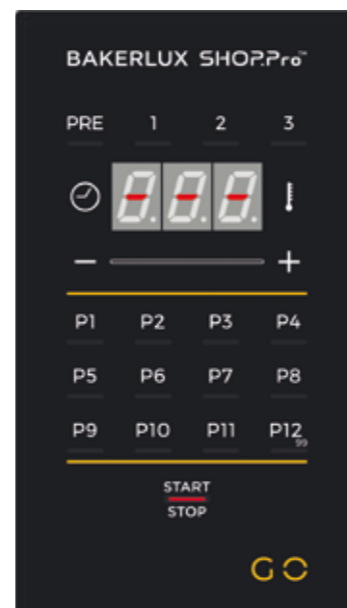 BAKERLUX SHOP.Pro™
PRE 1 2 3
- - -
− +
P1 P2 P3 P4
P5 P6 P7 P8
P9 P10 P11 P12
99
START
STOP
GO